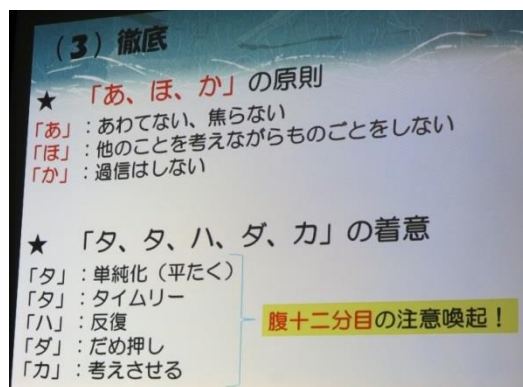 (3)徹底
★ 「あ、ほ、か」の原則
「あ」：あわてない、焦らない
「ほ」：他のことを考えながらものごとをしない
「か」：過信はしない
★ 「タ、タ、ハ、ダ、カ」の着意
「タ」：単純化（平たく）
「タ」：タイムリー
「ハ」：反復
「ダ」：だめ押し
「カ」：考えさせる
腹十二分目の注意喚起！